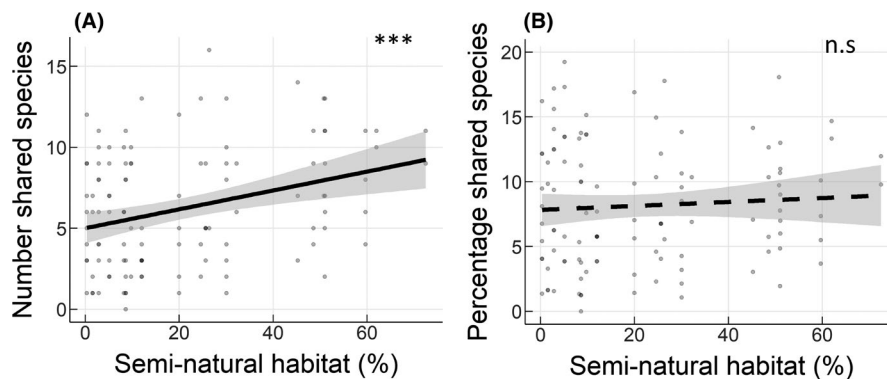 (A)
***
Number shared species
15
10
5
0
0
20
40
60
Semi-natural habitat (%)
(B)
n.s
Percentage shared species
20
15
10
5
0
0
20
40
60
Semi-natural habitat (%)